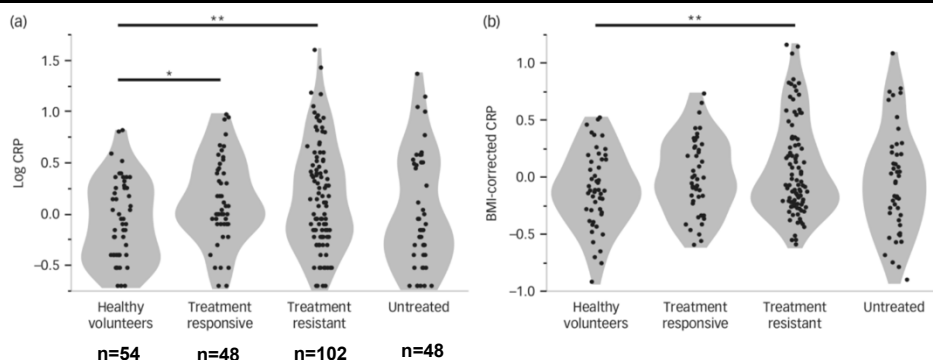 (a)
**
*
Log CRP
1.5
1.0
0.5
0.0
−0.5
Healthy volunteers
Treatment responsive
Treatment resistant
Untreated
n=54
n=48
n=102
n=48
(b)
**
BMI-corrected CRP
1.0
0.5
0.0
−0.5
−1.0
Healthy volunteers
Treatment responsive
Treatment resistant
Untreated